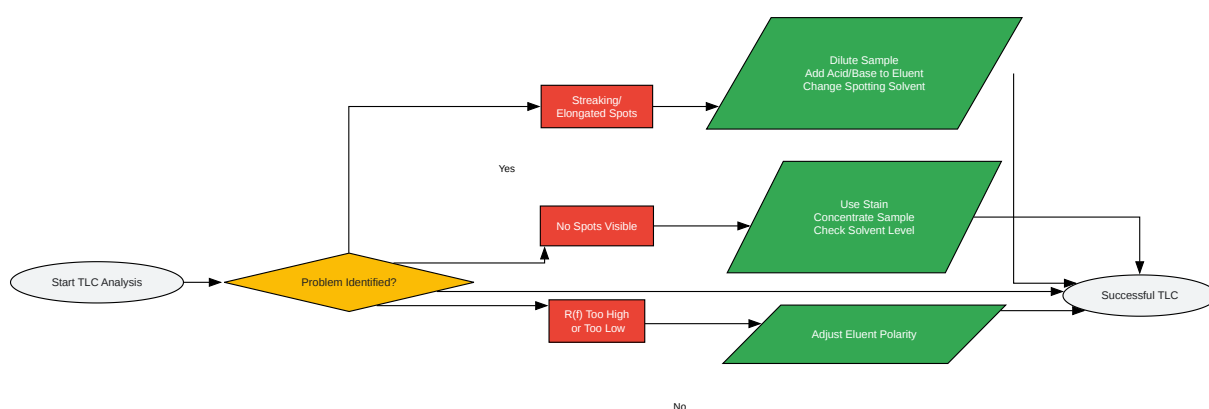 Start TLC Analysis
Problem Identified?
Yes
No
Streaking/
Elongated Spots
Dilute Sample
Add Acid/Base to Eluent
Change Spotting Solvent
No Spots Visible
Use Stain
Concentrate Sample
Check Solvent Level
R(f) Too High
or Too Low
Adjust Eluent Polarity
Successful TLC